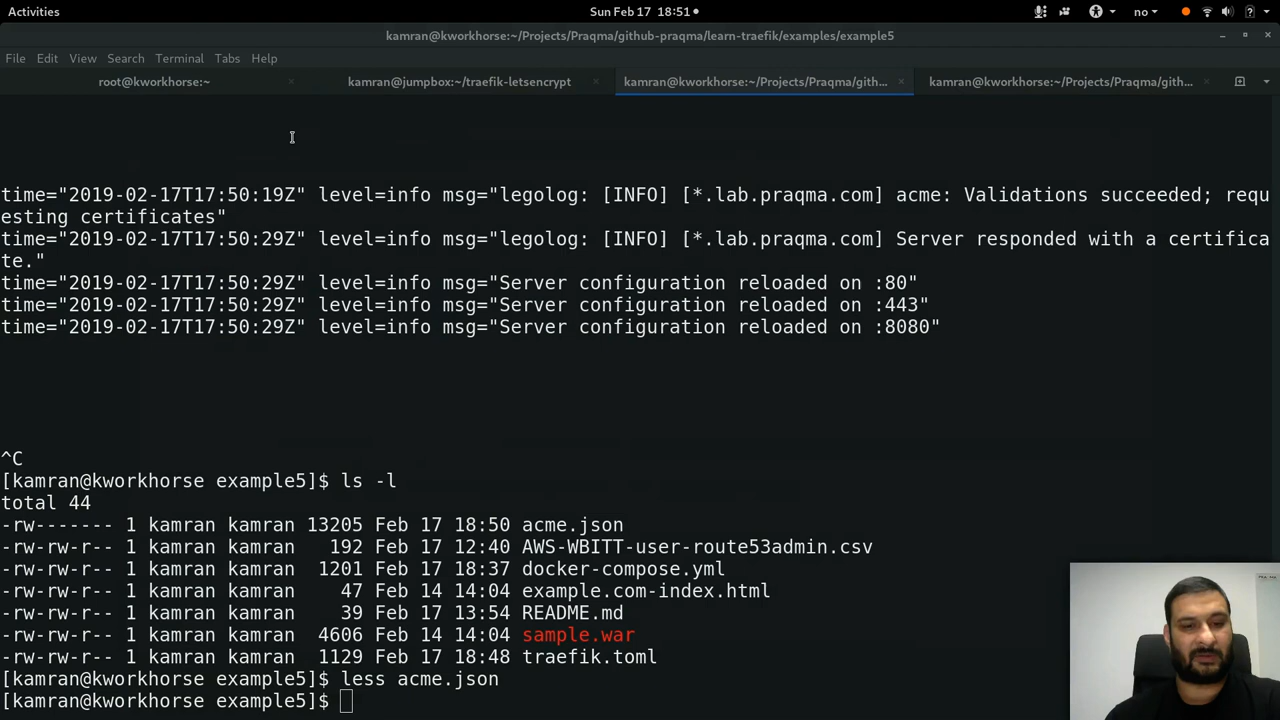 Activities
Sun Feb 17 18:51
no
kamran@kworkhorse:~/Projects/Praqma/github-praqma/learn-traefik/examples/example5
File Edit View Search Terminal Tabs Help
root@kworkhorse:~
kamran@jumpbox:~/traefik-letsencrypt
kamran@kworkhorse:~/Projects/Praqma/gith...
kamran@kworkhorse:~/Projects/Praqma/gith...
time="2019-02-17T17:50:19Z" level=info msg="legolog: [INFO] [*.lab.praqma.com] acme: Validations succeeded; requ
esting certificates"
time="2019-02-17T17:50:29Z" level=info msg="legolog: [INFO] [*.lab.praqma.com] Server responded with a certifica
te."
time="2019-02-17T17:50:29Z" level=info msg="Server configuration reloaded on :80"
time="2019-02-17T17:50:29Z" level=info msg="Server configuration reloaded on :443"
time="2019-02-17T17:50:29Z" level=info msg="Server configuration reloaded on :8080"
^C
[kamran@kworkhorse example5]$ ls -l
total 44
-rw------- 1 kamran kamran 13205 Feb 17 18:50 acme.json
-rw-rw-r-- 1 kamran kamran 192 Feb 17 12:40 AWS-WBITT-user-route53admin.csv
-rw-rw-r-- 1 kamran kamran 1201 Feb 17 18:37 docker-compose.yml
-rw-rw-r-- 1 kamran kamran 47 Feb 14 14:04 example.com-index.html
-rw-rw-r-- 1 kamran kamran 39 Feb 17 13:54 README.md
-rw-rw-r-- 1 kamran kamran 4606 Feb 14 14:04 sample.war
-rw-rw-r-- 1 kamran kamran 1129 Feb 17 18:48 traefik.toml
[kamran@kworkhorse example5]$ less acme.json
[kamran@kworkhorse example5]$